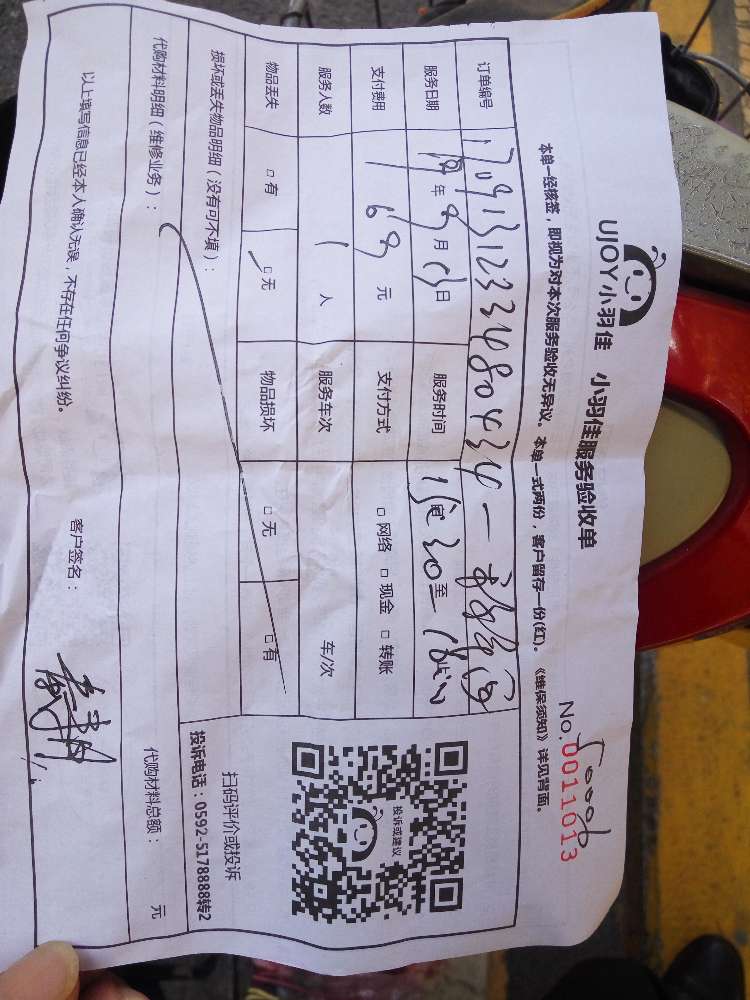 UJOY小羽佳 小羽佳服务验收单
No.0011013
本单一经核签，即视为对本次服务验收无异议。本单一式两份，客户留存一份(红)。《维保须知》详见背面。
订单编号
服务日期 年 9月13日 服务时间 至
支付费用 169元 支付方式 □网络 □现金 □转账
服务人数 1人 服务车次 车/次
物品丢失 □有 □无 物品损坏 □无 □有
损坏或丢失物品明细（没有可不填）：
代购材料明细（维修业务）：
代购材料总额： 元
投诉或建议
扫码评价或投诉
投诉电话：0592-5178888转2
以上填写信息已经本人确认无误，不存在任何争议纠纷。
客户签名：